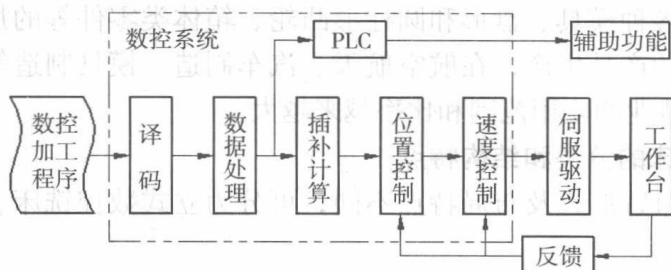 数控系统
PLC
辅助功能
数控
加工
程序
译码
数据处理
插补计算
位置控制
速度控制
伺服驱动
工作台
反馈